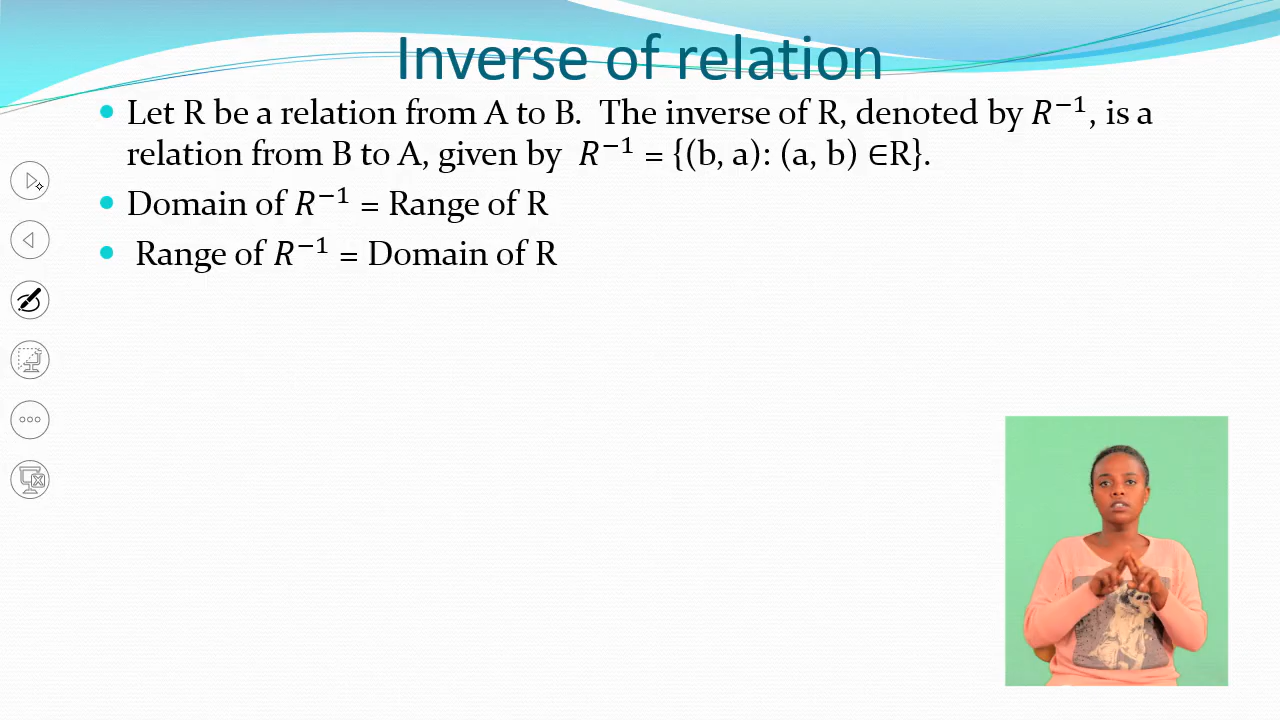 Inverse of relation
• Let R be a relation from A to B. The inverse of R, denoted by R⁻¹, is a
relation from B to A, given by R⁻¹ = {(b, a): (a, b) ∈R}.
• Domain of R⁻¹ = Range of R
• Range of R⁻¹ = Domain of R